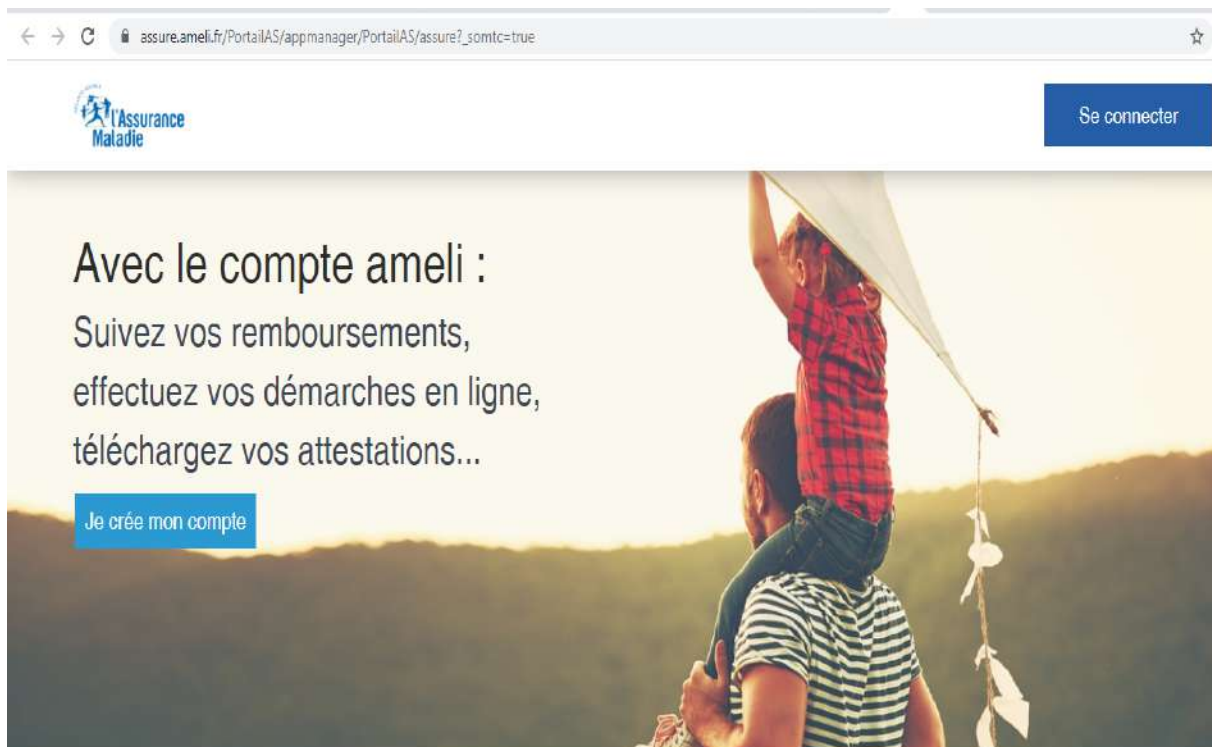 assure.ameli.fr/PortailAS/appmanager/PortailAS/assure?_somtc=true
l'Assurance
Maladie
Se connecter
Avec le compte ameli :
Suivez vos remboursements,
effectuez vos démarches en ligne,
téléchargez vos attestations...
Je crée mon compte